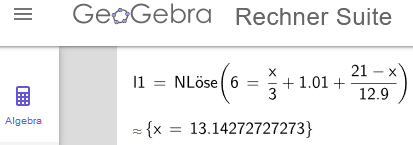 GeoGebra Rechner Suite
l1 = NLöse(6 = x/3 + 1.01 + (21 − x)/12.9)
Algebra
≈ {x = 13.14272727273}